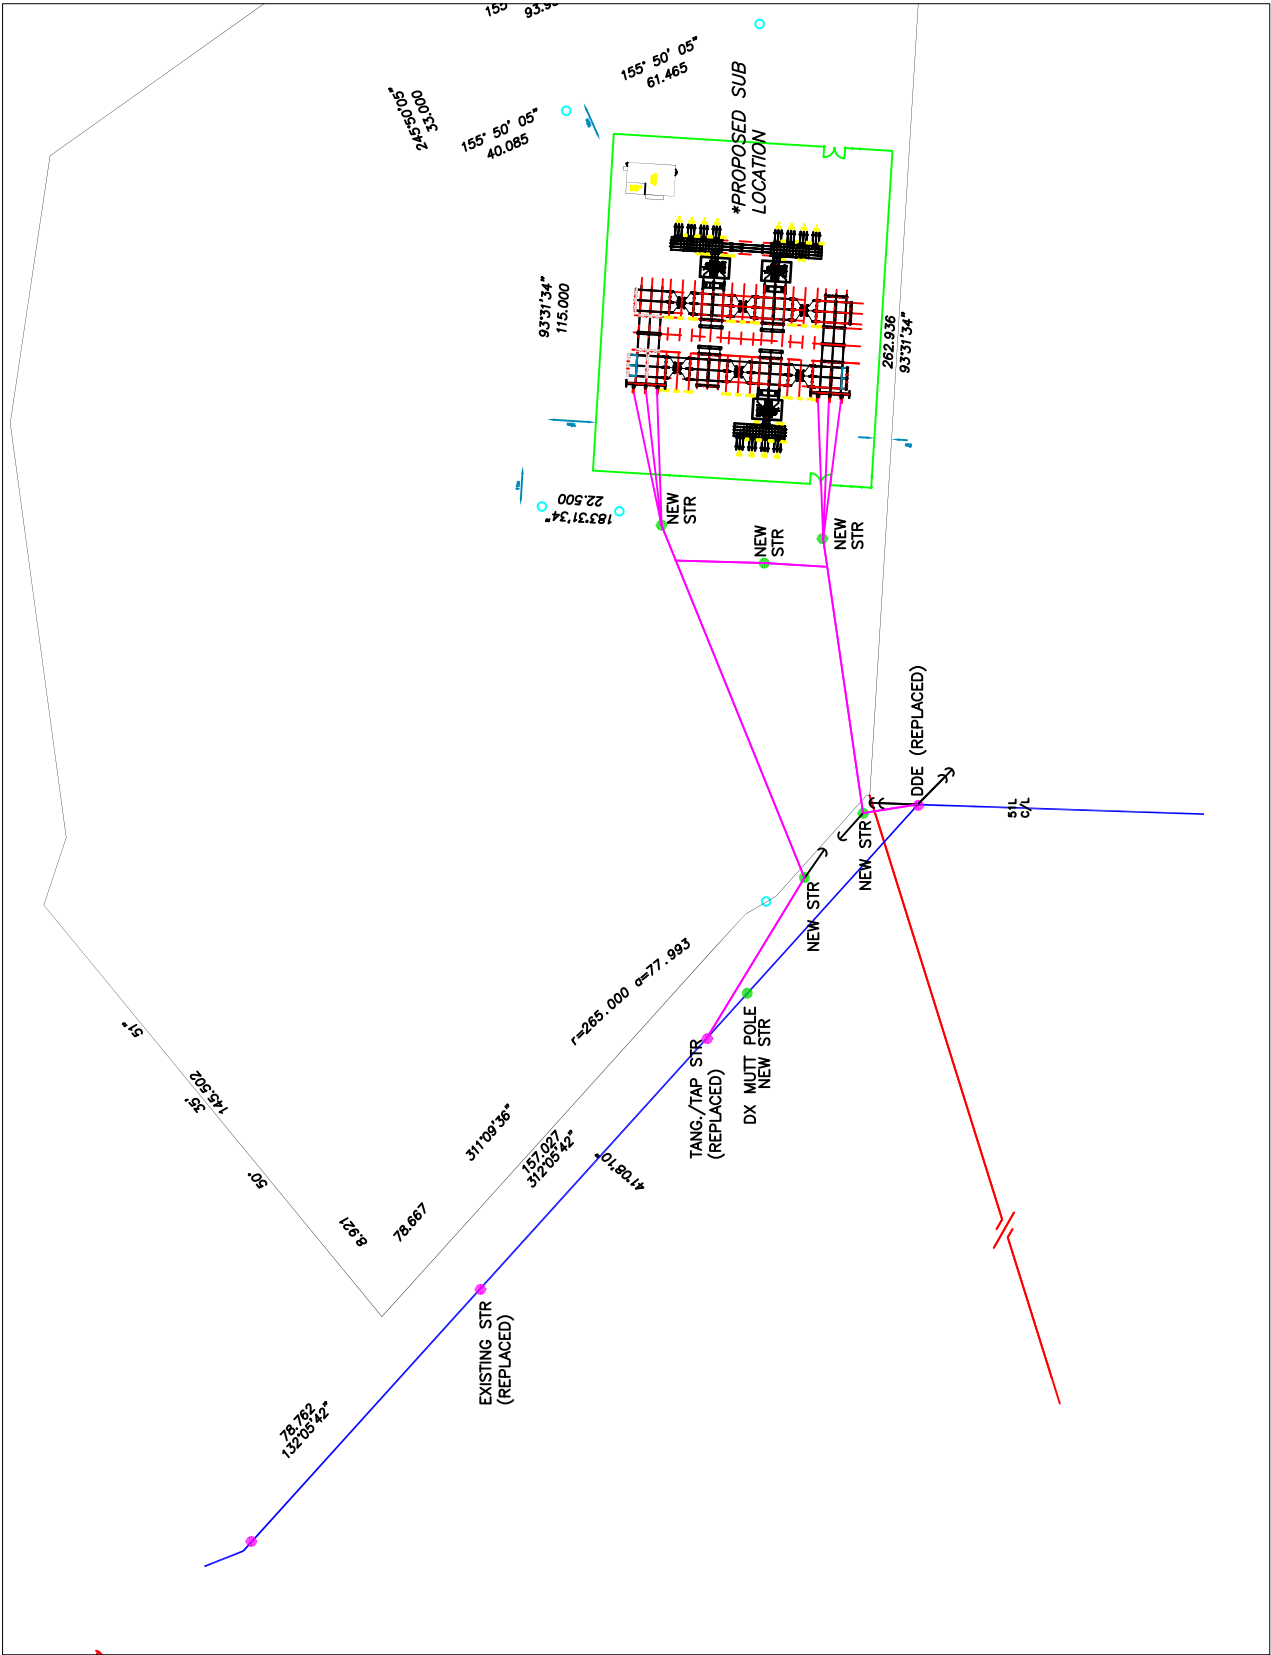 155°
93.9
155° 50' 05"
61.465
245°50'05"
33.000
155° 50' 05"
40.085
*PROPOSED SUB
LOCATION
93°31'34"
115.000
262.936
93°31'34"
183°31'34"
22.500
NEW
STR
NEW
STR
NEW
STR
DDE (REPLACED)
51L
C/L
NEW STR
NEW STR
r=265.000 a=77.993
DX MUTT POLE
NEW STR
TANG./TAP STR
(REPLACED)
51"
35'
145.502
50°
311°09'36"
157.027
312°05'42"
41°08'10"
8.921
78.667
EXISTING STR
(REPLACED)
78.762
132°05'42"